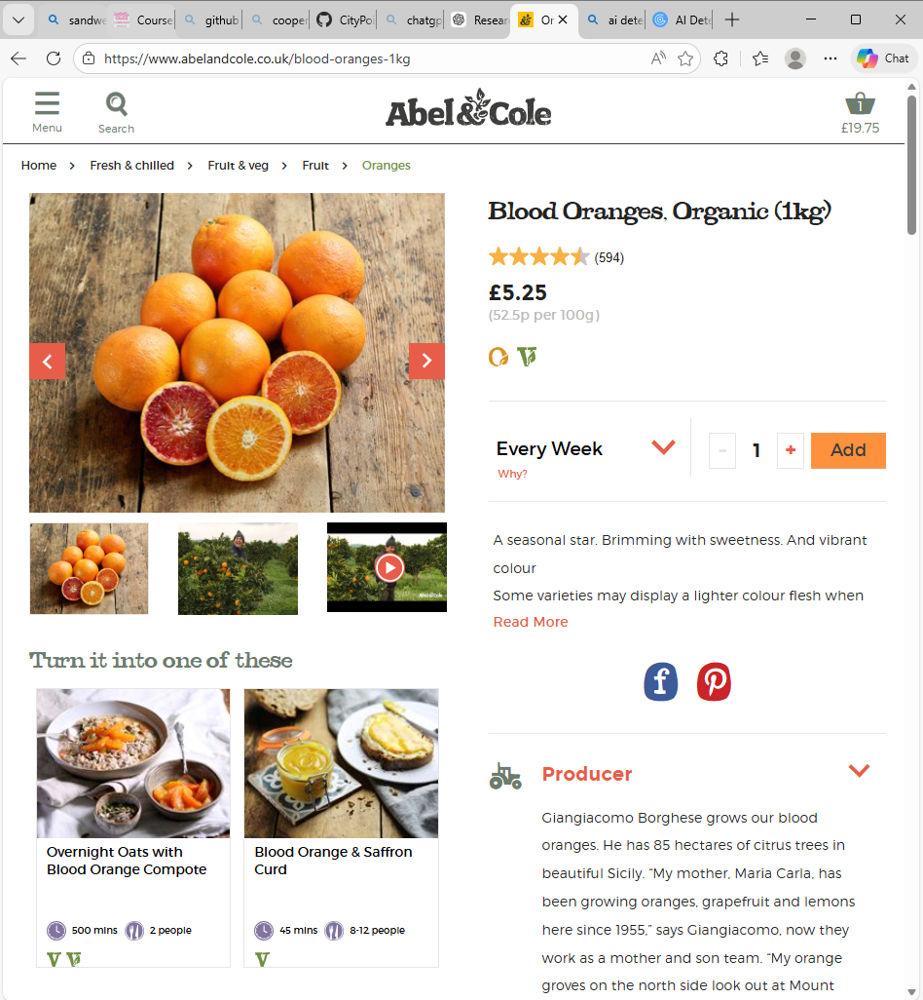 sandwe
Course
github
cooper
CityPoi
chatgp
Resear
Or
ai dete
AI Dete
https://www.abelandcole.co.uk/blood-oranges-1kg
Chat
Menu
Search
Abel&Cole
1
£19.75
Home > Fresh & chilled > Fruit & veg > Fruit > Oranges
Blood Oranges, Organic (1kg)
(594)
£5.25
(52.5p per 100g)
Every Week
Why?
- 1 + Add
A seasonal star. Brimming with sweetness. And vibrant
colour
Some varieties may display a lighter colour flesh when
Read More
Abel&Cole
Turn it into one of these
Overnight Oats with
Blood Orange Compote
500 mins 2 people
V V
Blood Orange & Saffron
Curd
45 mins 8-12 people
V
Producer
Giangiacomo Borghese grows our blood
oranges. He has 85 hectares of citrus trees in
beautiful Sicily. “My mother, Maria Carla, has
been growing oranges, grapefruit and lemons
here since 1955,” says Giangiacomo, now they
work as a mother and son team. “My orange
groves on the north side look out at Mount